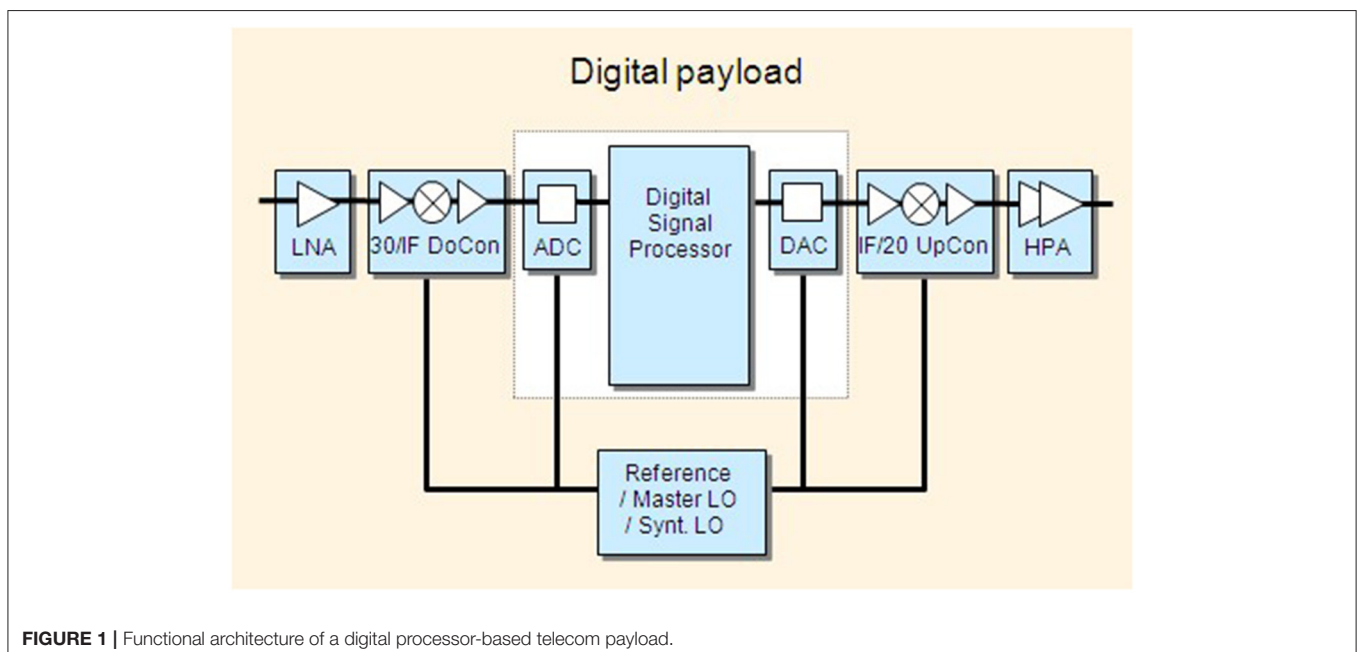 Digital payload
LNA
30/IF DoCon
ADC
Digital
Signal
Processor
DAC
IF/20 UpCon
HPA
Reference
/ Master LO
/ Synt. LO
FIGURE 1 | Functional architecture of a digital processor-based telecom payload.